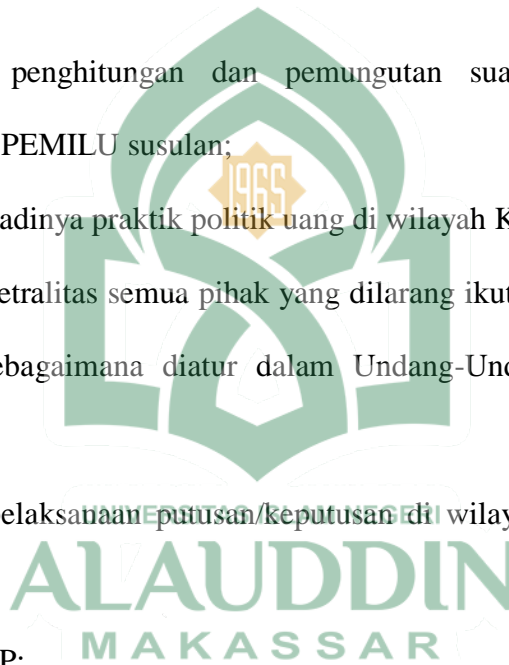 penghitungan dan pemungutan sua
PEMILU susulan;
1965
adinya praktik politik uang di wilayah K
etralitas semua pihak yang dilarang ikut
ebagaimana diatur dalam Undang-Und
elaksanaan putusan/keputusan di wilay
UNIVERSITAS ISLAM NEGERI
ALAUDDIN
MAKASSAR
P: